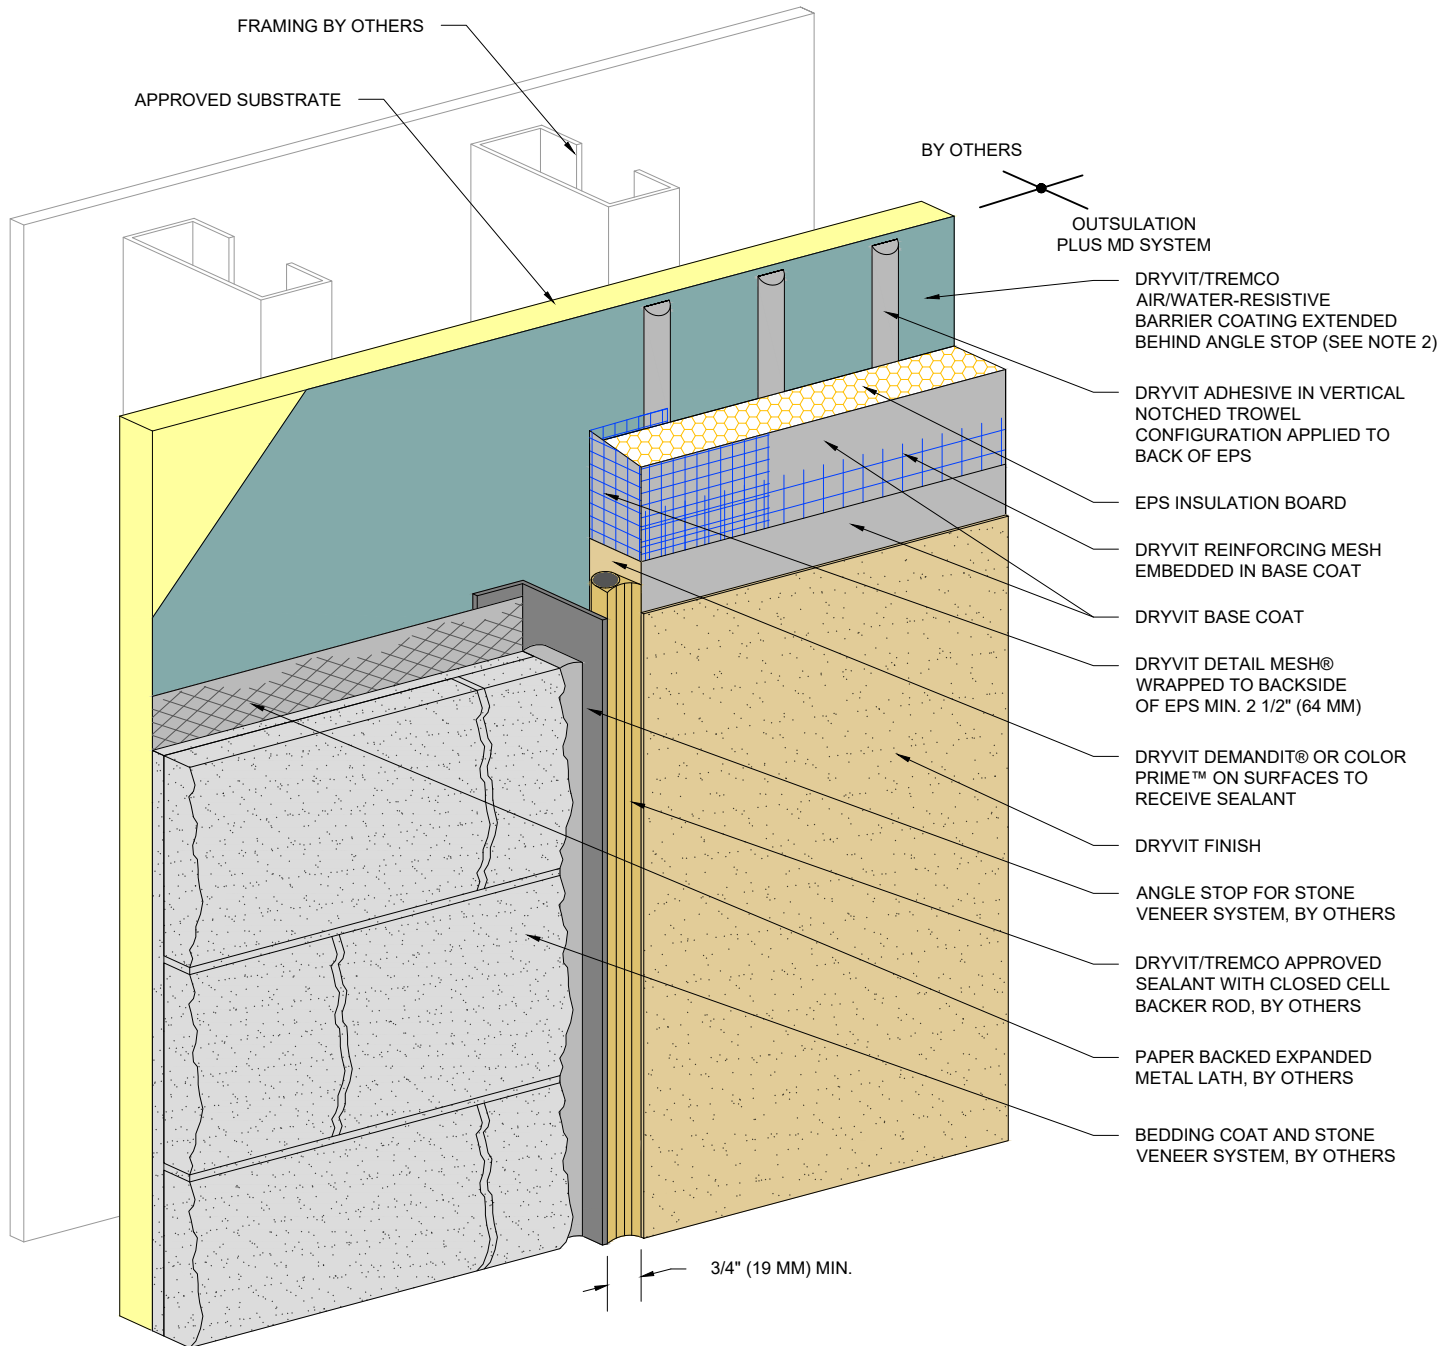 FRAMING BY OTHERS
APPROVED SUBSTRATE
BY OTHERS
OUTSULATION
PLUS MD SYSTEM
DRYVIT/TREMCO
AIR/WATER-RESISTIVE
BARRIER COATING EXTENDED
BEHIND ANGLE STOP (SEE NOTE 2)
DRYVIT ADHESIVE IN VERTICAL
NOTCHED TROWEL
CONFIGURATION APPLIED TO
BACK OF EPS
EPS INSULATION BOARD
DRYVIT REINFORCING MESH
EMBEDDED IN BASE COAT
DRYVIT BASE COAT
DRYVIT DETAIL MESH®
WRAPPED TO BACKSIDE
OF EPS MIN. 2 1/2" (64 MM)
DRYVIT DEMANDIT® OR COLOR
PRIME™ ON SURFACES TO
RECEIVE SEALANT
DRYVIT FINISH
ANGLE STOP FOR STONE
VENEER SYSTEM, BY OTHERS
DRYVIT/TREMCO APPROVED
SEALANT WITH CLOSED CELL
BACKER ROD, BY OTHERS
PAPER BACKED EXPANDED
METAL LATH, BY OTHERS
BEDDING COAT AND STONE
VENEER SYSTEM, BY OTHERS
3/4" (19 MM) MIN.